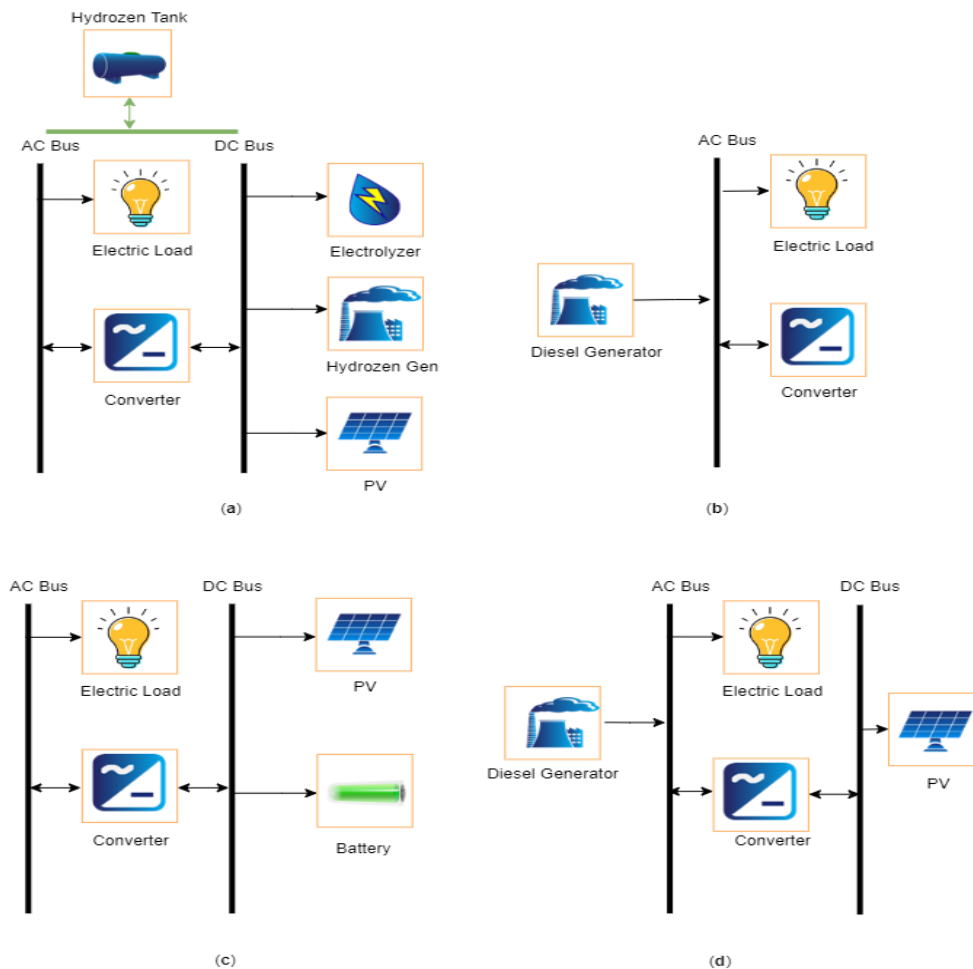 Hydrozen Tank
AC Bus
DC Bus
Electric Load
Electrolyzer
Hydrozen Gen
Converter
PV
(a)
AC Bus
Electric Load
Diesel Generator
Converter
(b)
AC Bus
DC Bus
Electric Load
PV
Converter
Battery
(c)
AC Bus
DC Bus
Electric Load
Diesel Generator
PV
Converter
(d)